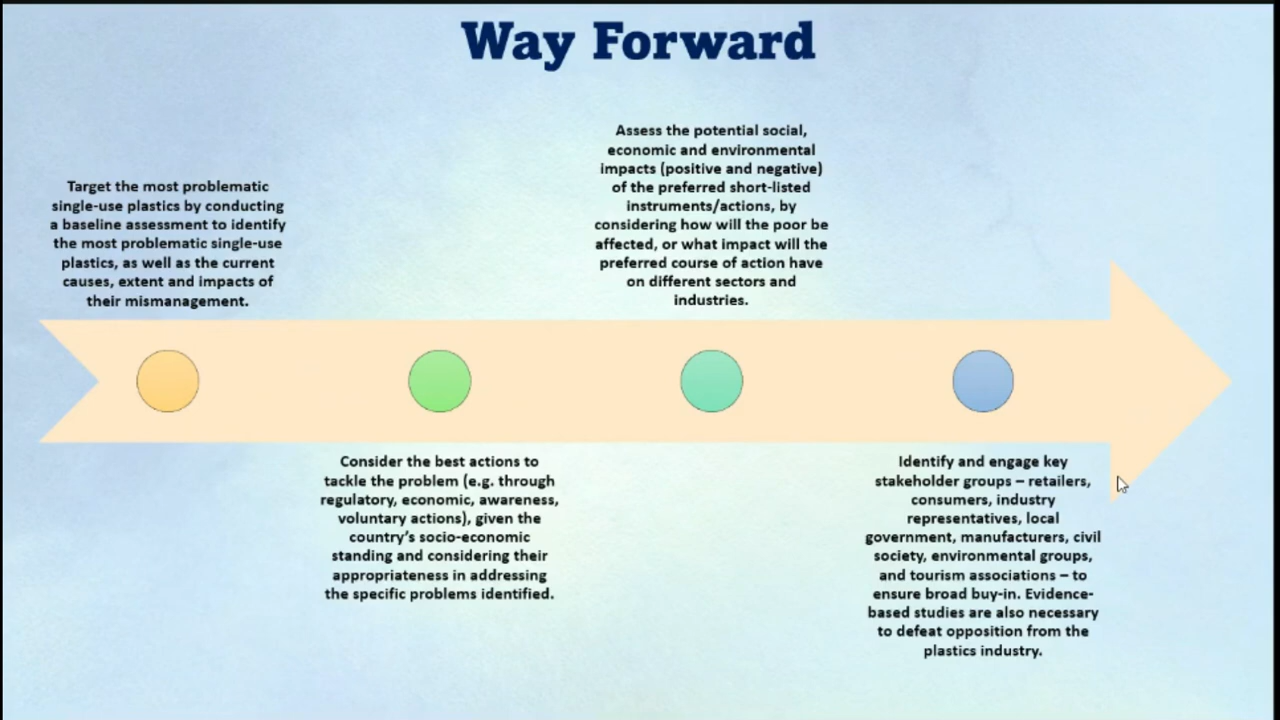 Way Forward
Target the most problematic
single-use plastics by conducting
a baseline assessment to identify
the most problematic single-use
plastics, as well as the current
causes, extent and impacts of
their mismanagement.
Consider the best actions to
tackle the problem (e.g. through
regulatory, economic, awareness,
voluntary actions), given the
country's socio-economic
standing and considering their
appropriateness in addressing
the specific problems identified.
Assess the potential social,
economic and environmental
impacts (positive and negative)
of the preferred short-listed
instruments/actions, by
considering how will the poor be
affected, or what impact will the
preferred course of action have
on different sectors and
industries.
Identify and engage key
stakeholder groups – retailers,
consumers, industry
representatives, local
government, manufacturers, civil
society, environmental groups,
and tourism associations – to
ensure broad buy-in. Evidence-
based studies are also necessary
to defeat opposition from the
plastics industry.